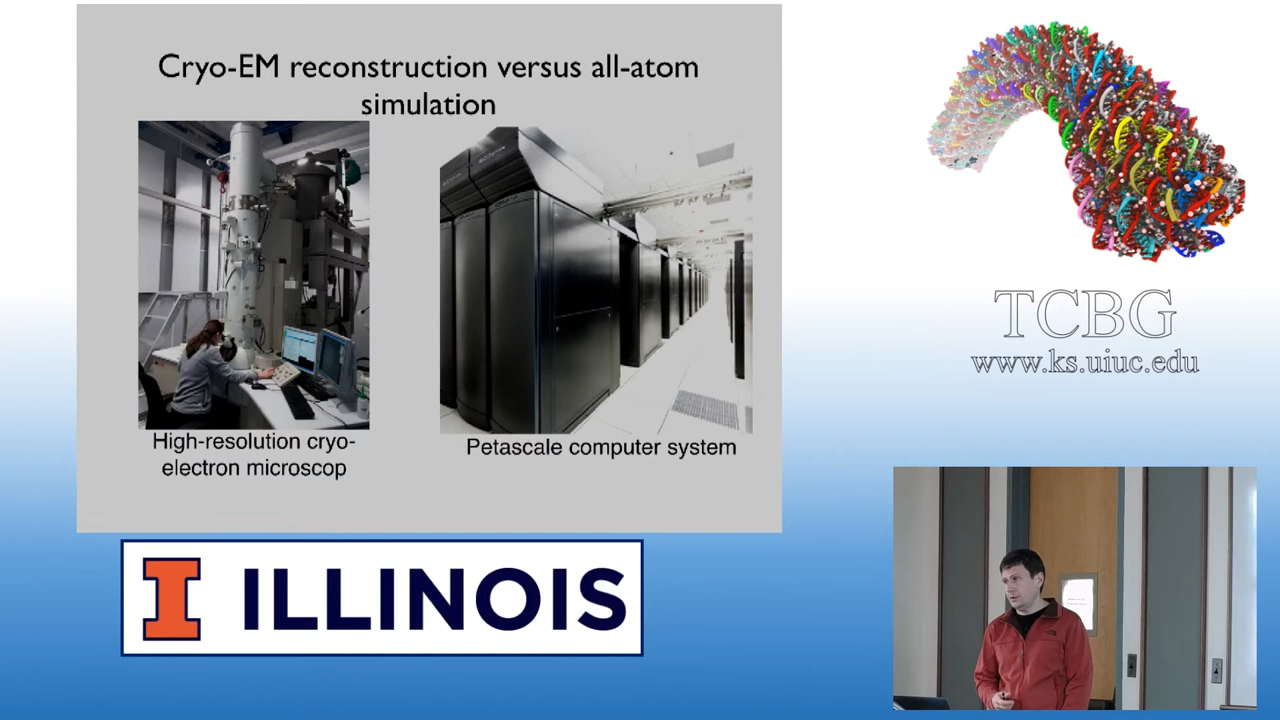 Cryo-EM reconstruction versus all-atom
simulation
High-resolution cryo-
electron microscop
Petascale computer system
TCBG
www.ks.uiuc.edu
I ILLINOIS